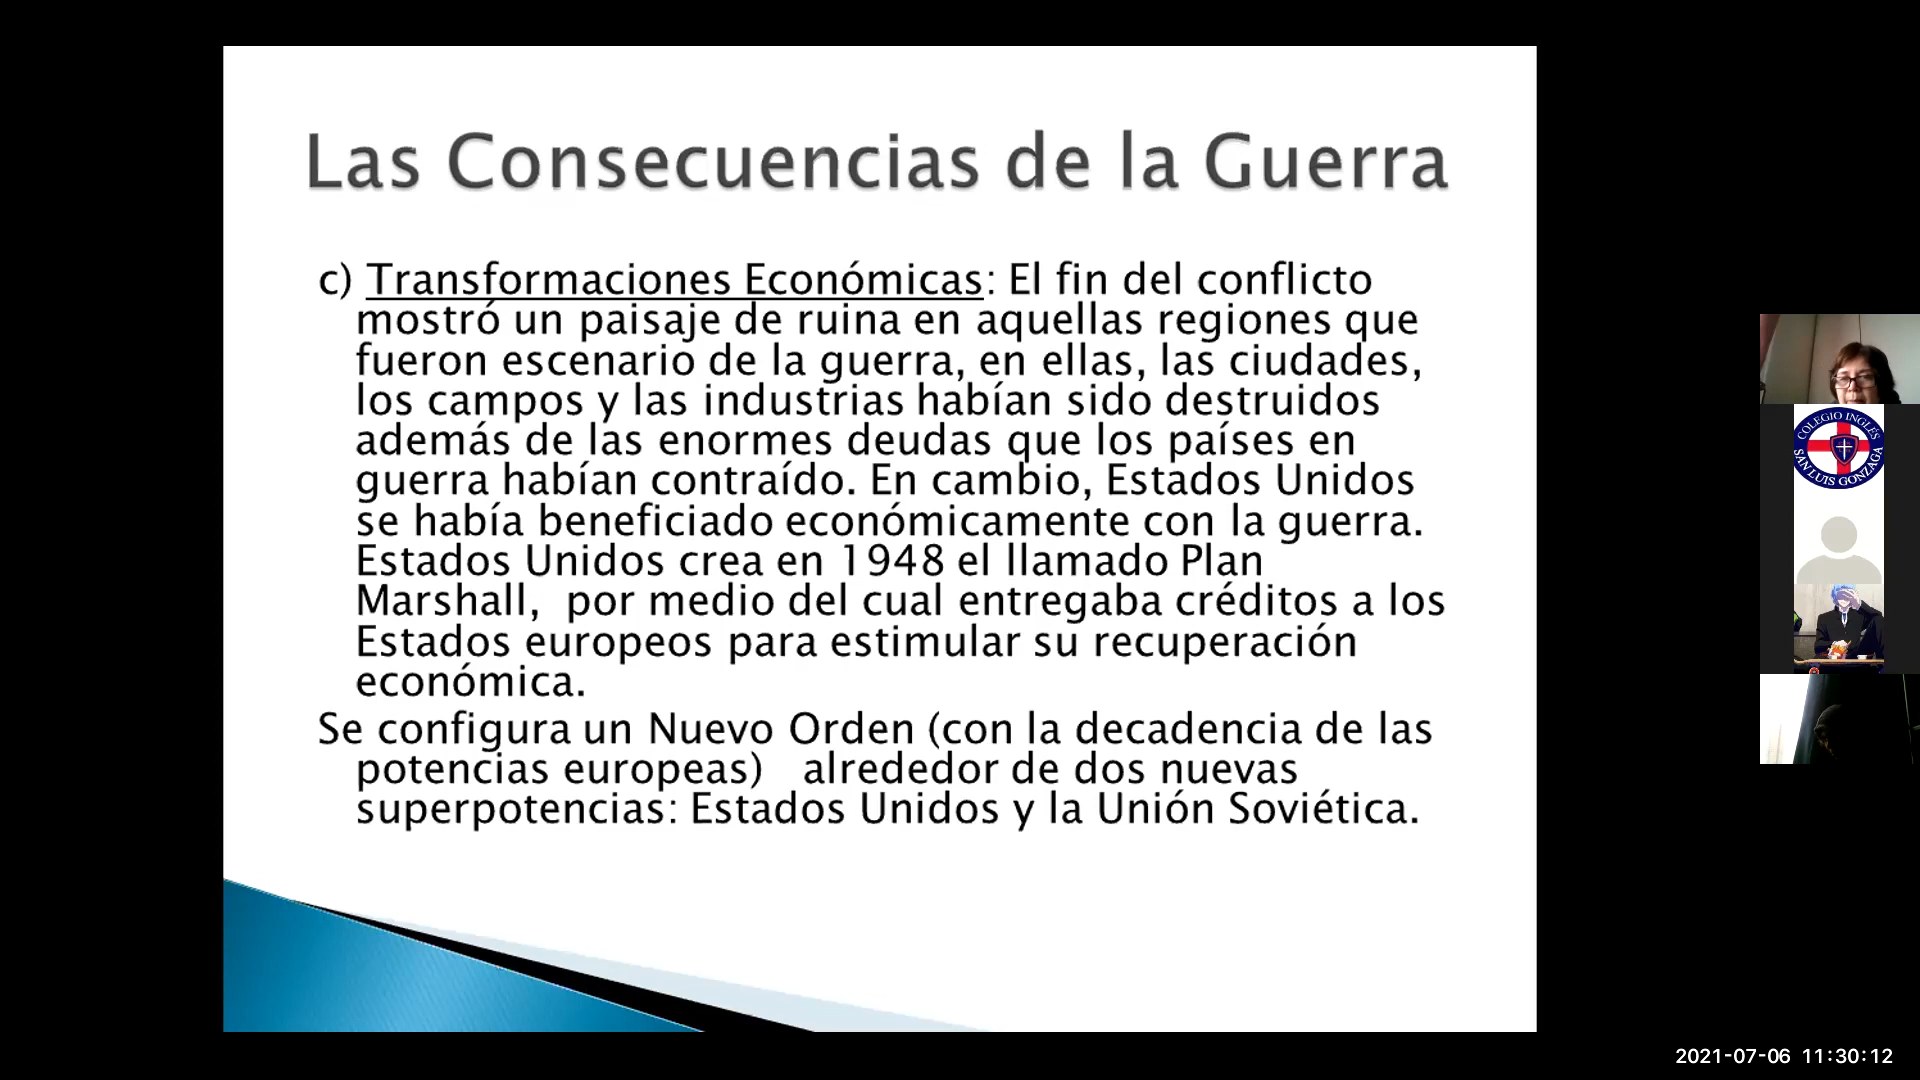 Las Consecuencias de la Guerra
c) Transformaciones Económicas: El fin del conflicto
mostró un paisaje de ruina en aquellas regiones que
fueron escenario de la guerra, en ellas, las ciudades,
los campos y las industrias habían sido destruidos
además de las enormes deudas que los países en
guerra habían contraído. En cambio, Estados Unidos
se había beneficiado económicamente con la guerra.
Estados Unidos crea en 1948 el llamado Plan
Marshall,  por medio del cual entregaba créditos a los
Estados europeos para estimular su recuperación
económica.
Se configura un Nuevo Orden (con la decadencia de las
potencias europeas)   alrededor de dos nuevas
superpotencias: Estados Unidos y la Unión Soviética.
COLEGIO INGLÉS
SAN LUIS GONZAGA
2021-07-06  11:30:12